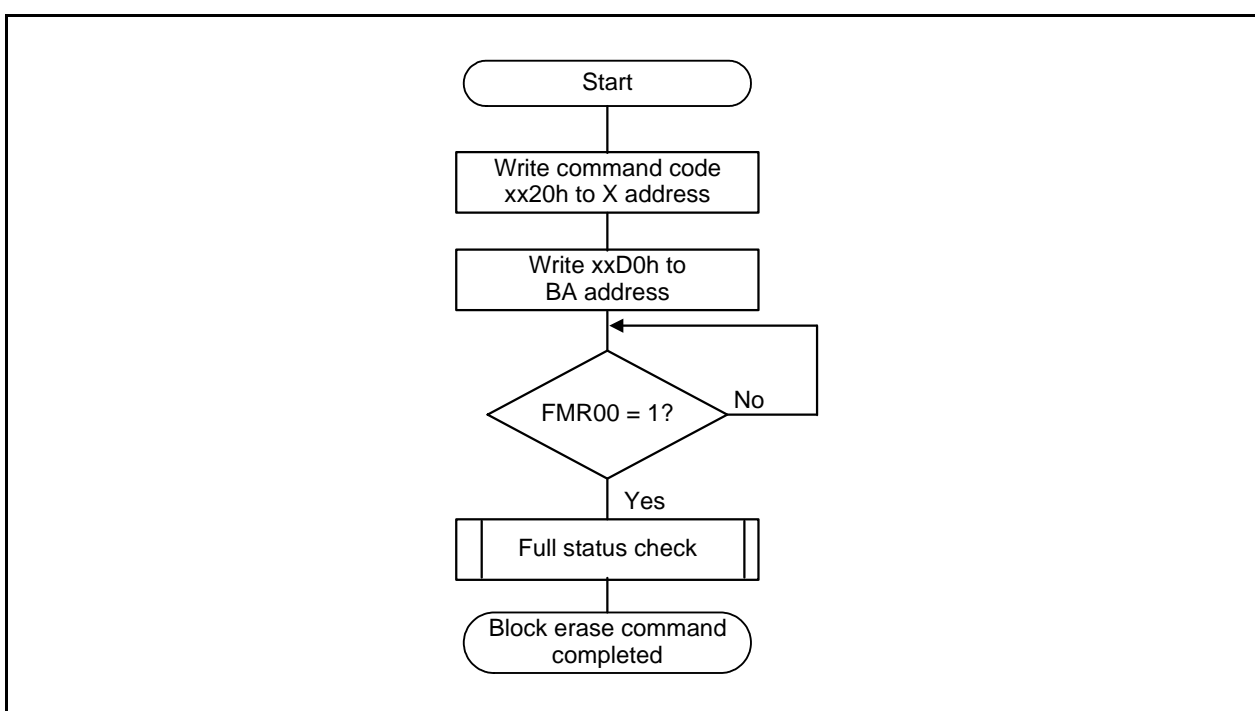 Start
Write command code
xx20h to X address
Write xxD0h to
BA address
FMR00 = 1?
No
Yes
Full status check
Block erase command
completed